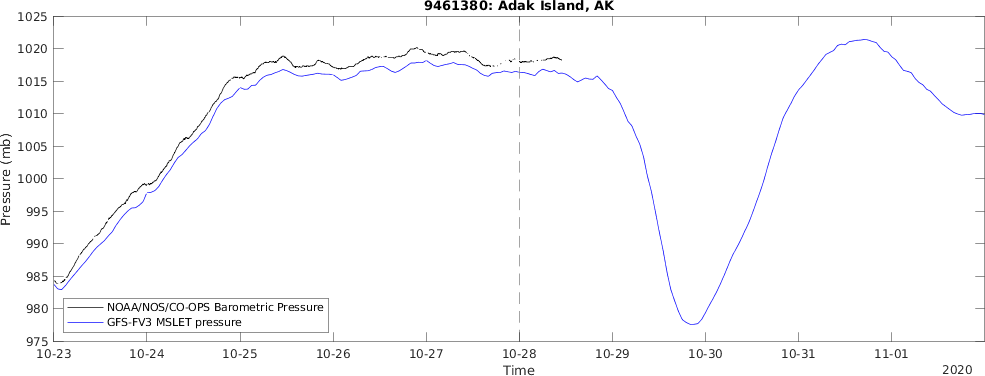 9461380: Adak Island, AK
1025
1020
1015
1010
1005
1000
995
990
985
980
975
Pressure (mb)
NOAA/NOS/CO-OPS Barometric Pressure
GFS-FV3 MSLET pressure
10-23 10-24 10-25 10-26 10-27 10-28 10-29 10-30 10-31 11-01
Time
2020